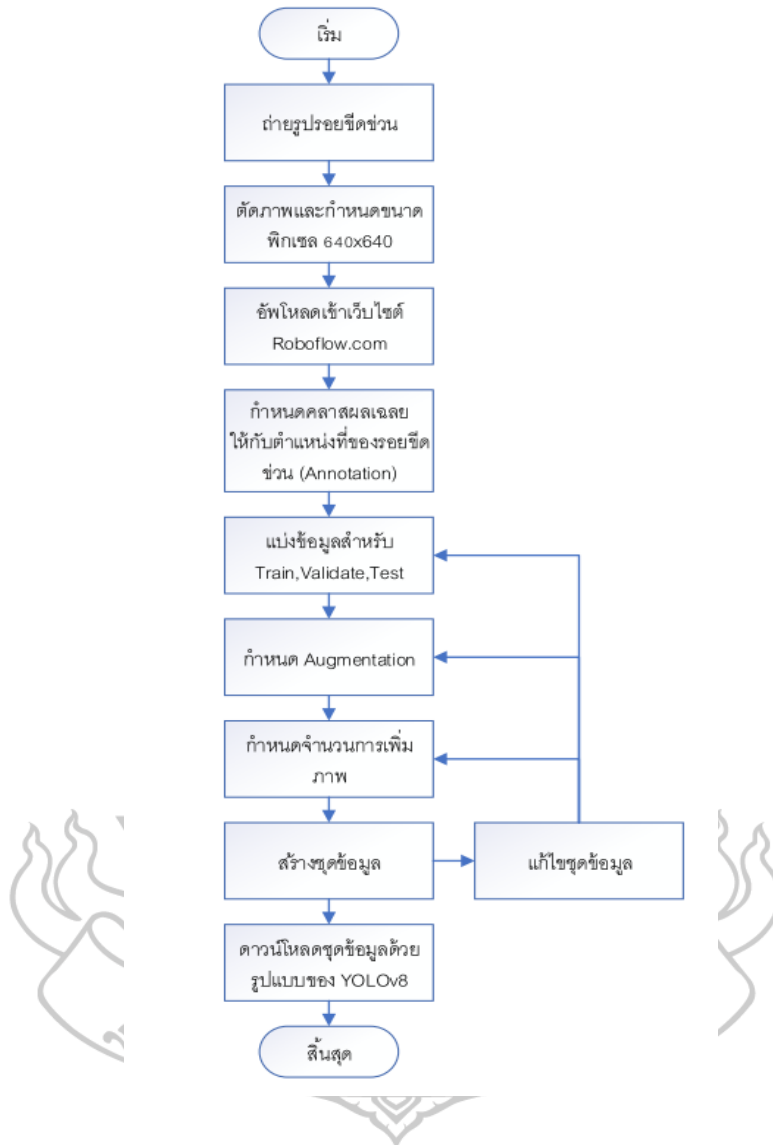 เริ่ม
ถ่ายรูปรอยขีดข่วน
ตัดภาพและกำหนดขนาด
พิกเซล 640x640
อัพโหลดเข้าเว็บไซต์
Roboflow.com
กำหนดคลาสผลเฉลย
ให้กับตำแหน่งที่ของรอยขีด
ข่วน (Annotation)
แบ่งข้อมูลสำหรับ
Train,Validate,Test
กำหนด Augmentation
กำหนดจำนวนการเพิ่ม
ภาพ
สร้างชุดข้อมูล
แก้ไขชุดข้อมูล
ดาวน์โหลดชุดข้อมูลด้วย
รูปแบบของ YOLOv8
สิ้นสุด